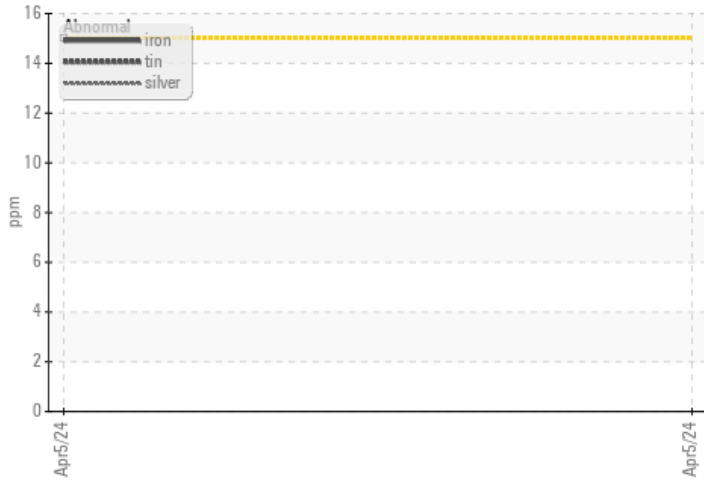 16
Abnormal
iron
tin
silver
14
12
10
8
6
4
2
0
ppm
Apr5/24
Apr5/24